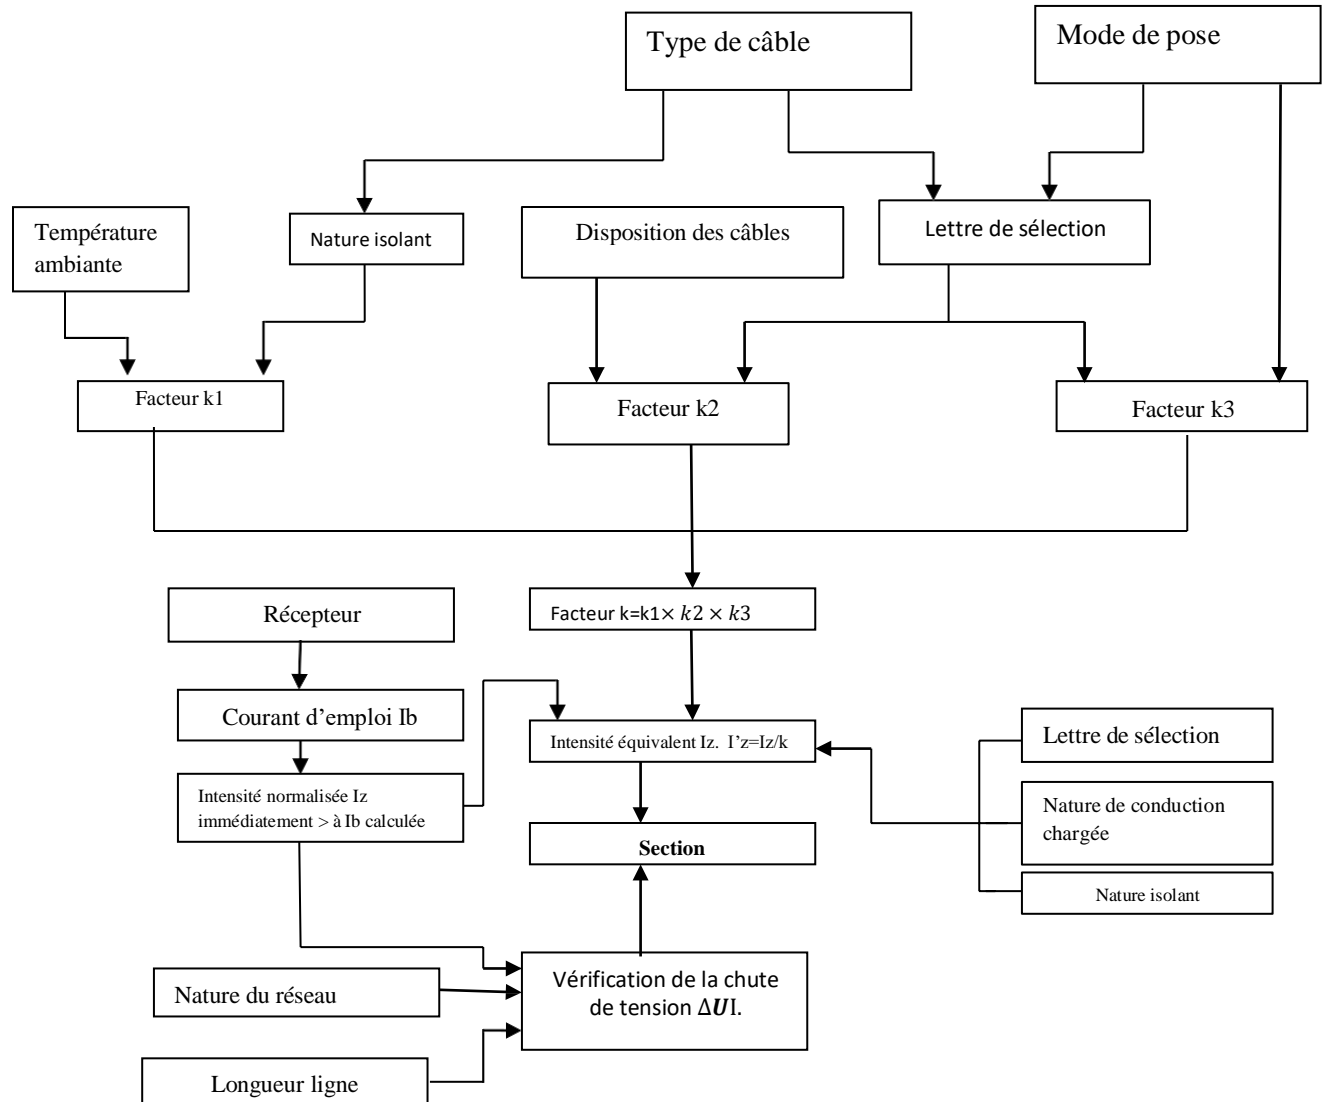 Type de câble
Mode de pose
Température
ambiante
Nature isolant
Disposition des câbles
Lettre de sélection
Facteur k1
Facteur k2
Facteur k3
Facteur k=k1× k2 × k3
Récepteur
Courant d’emploi Ib
Intensité équivalent Iz. I’z=Iz/k
Lettre de sélection
Intensité normalisée Iz
immédiatement > à Ib calculée
Nature de conduction
chargée
Section
Nature isolant
Vérification de la chute
de tension ΔUI.
Nature du réseau
Longueur ligne